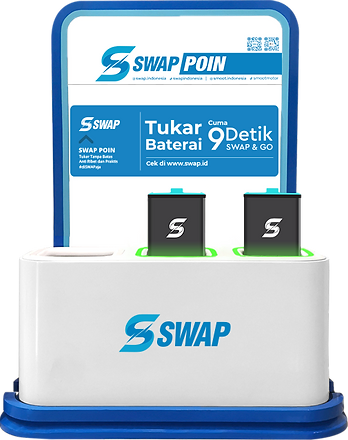 SWAP POIN
swap.indonesia | swapindonesia | smoot.indonesia | smootmotor
SWAP
SWAP POIN
Tukar Tanpa Batas
Anti Ribet dan Praktis
#diSWAPaja
Tukar Baterai
Cuma 9 Detik
SWAP & GO
Cek di www.swap.id
S
S
SWAP